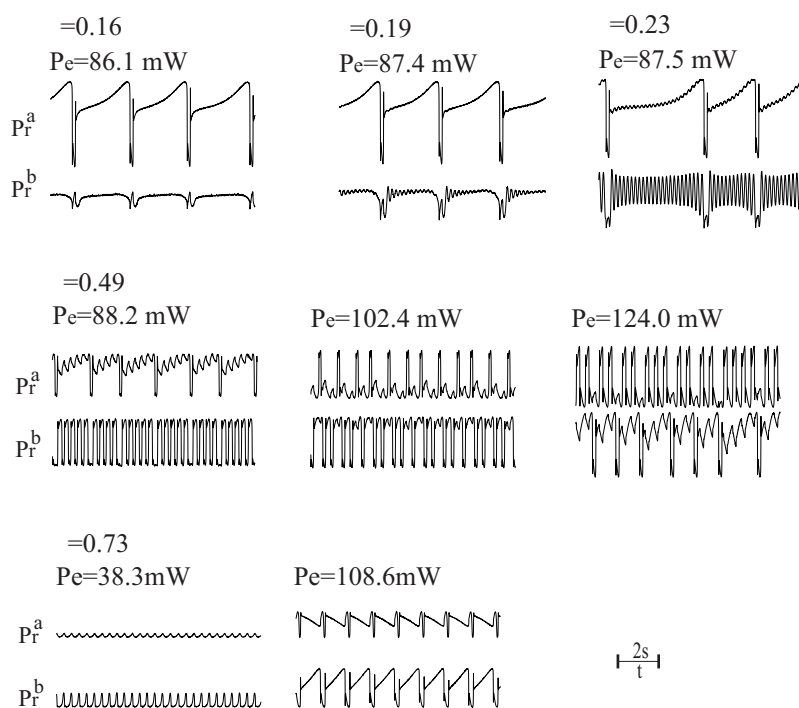 =0.16
Pe=86.1 mW
=0.19
Pe=87.4 mW
=0.23
Pe=87.5 mW
Pr^a
Pr^b
=0.49
Pe=88.2 mW
Pe=102.4 mW
Pe=124.0 mW
Pr^a
Pr^b
=0.73
Pe=38.3mW
Pe=108.6mW
Pr^a
Pr^b
2s
t